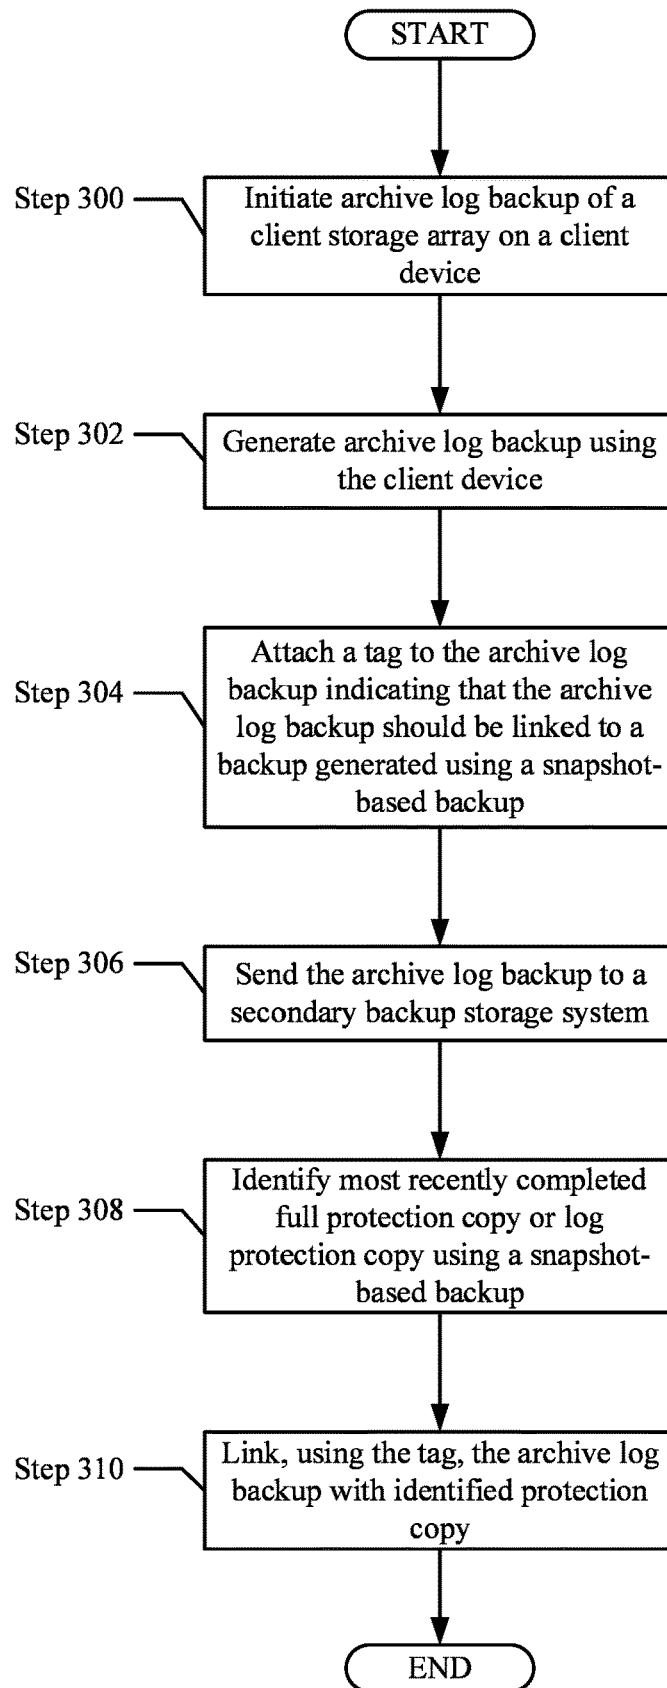 START
Step 300
Initiate archive log backup of a
client storage array on a client
device
Step 302
Generate archive log backup using
the client device
Step 304
Attach a tag to the archive log
backup indicating that the archive
log backup should be linked to a
backup generated using a snapshot-
based backup
Step 306
Send the archive log backup to a
secondary backup storage system
Step 308
Identify most recently completed
full protection copy or log
protection copy using a snapshot-
based backup
Step 310
Link, using the tag, the archive log
backup with identified protection
copy
END